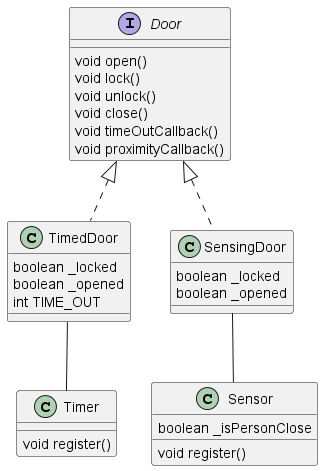 I Door
void open()
void lock()
void unlock()
void close()
void timeOutCallback()
void proximityCallback()
C TimedDoor
boolean _locked
boolean _opened
int TIME_OUT
C SensingDoor
boolean _locked
boolean _opened
C Timer
void register()
C Sensor
boolean _isPersonClose
void register()